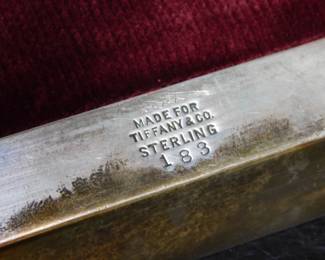 MADE FOR
TIFFANY & CO.
STERLING
183